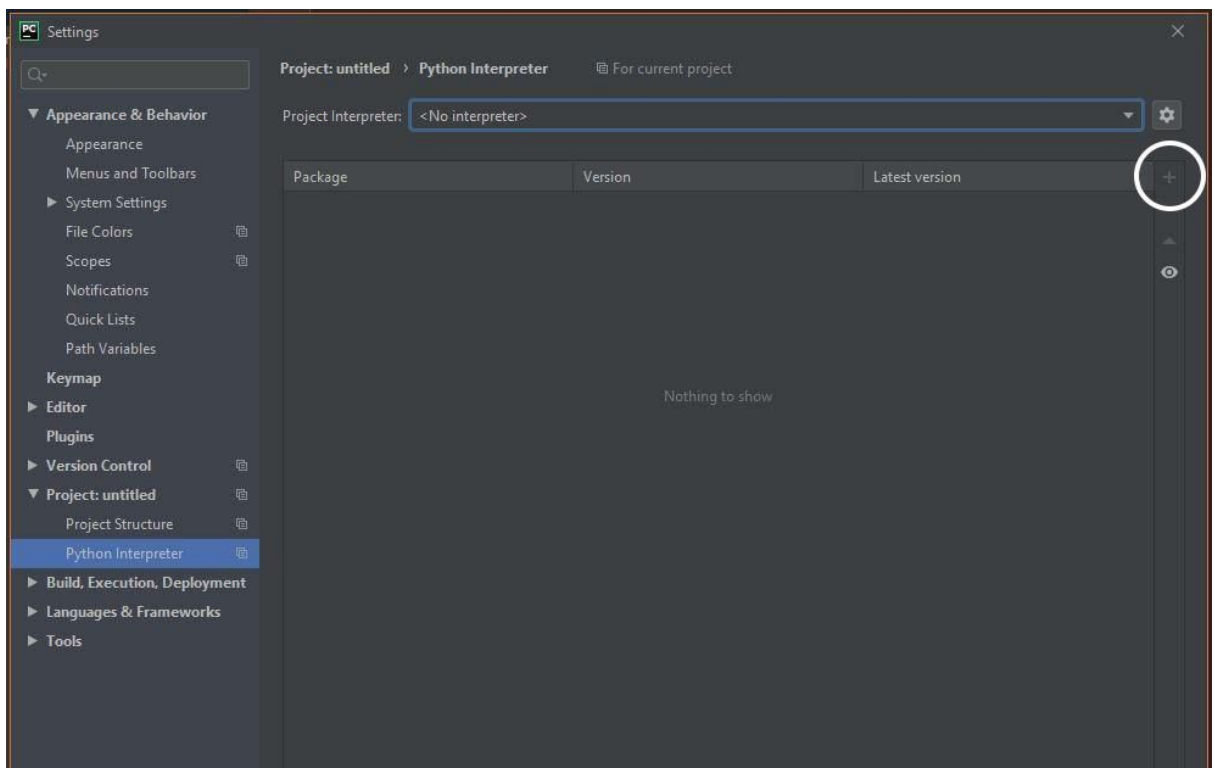 PC Settings
Project: untitled › Python Interpreter For current project
Appearance & Behavior
Project Interpreter: <No interpreter>
Appearance
Menus and Toolbars
Package Version Latest version
System Settings
File Colors
Scopes
Notifications
Quick Lists
Path Variables
Keymap
Nothing to show
Editor
Plugins
Version Control
Project: untitled
Project Structure
Python Interpreter
Build, Execution, Deployment
Languages & Frameworks
Tools